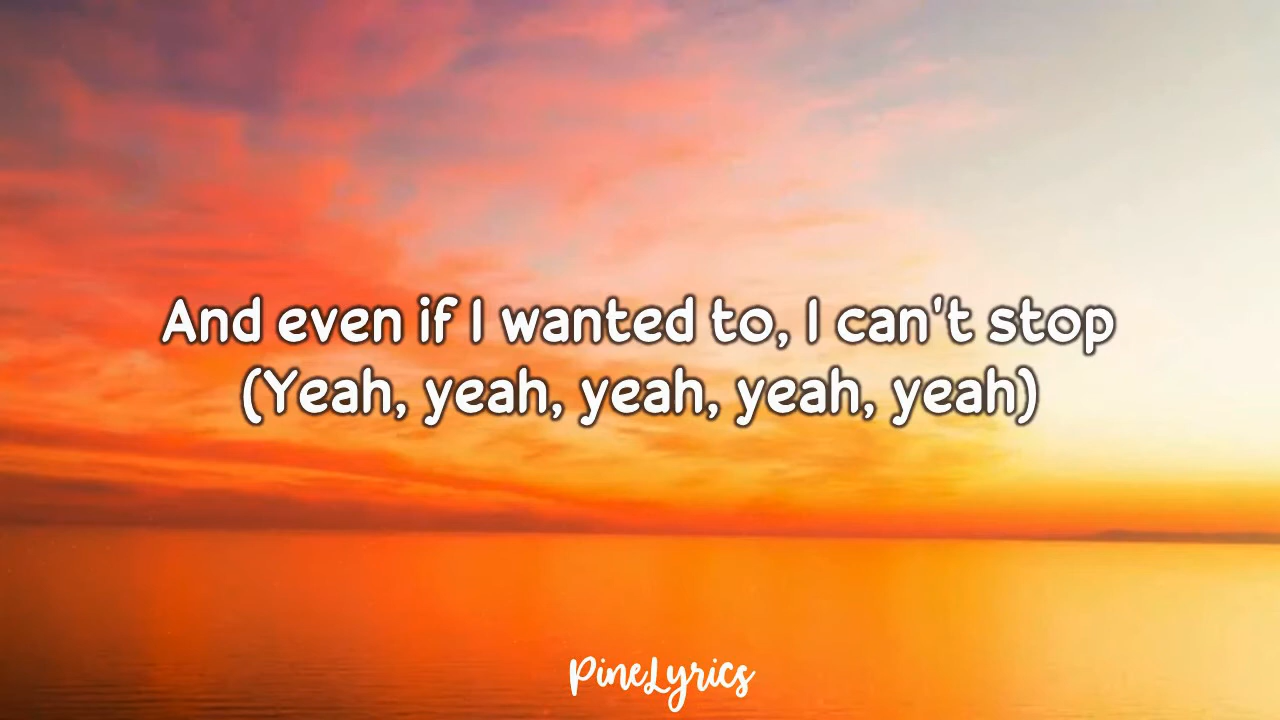 And even if I wanted to, I can't stop
(Yeah, yeah, yeah, yeah, yeah)
PineLyrics